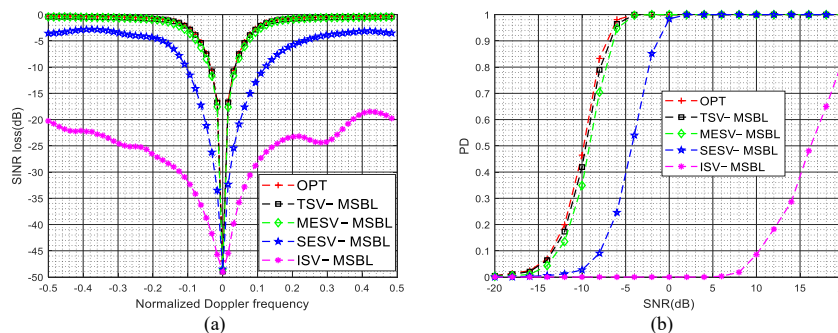 0
-5
-10
-15
-20
-25
-30
-35
-40
-45
-50
-0.5 -0.4 -0.3 -0.2 -0.1 0 0.1 0.2 0.3 0.4 0.5
SINR loss(dB)
Normalized Doppler frequency
OPT
TSV-MSBL
MESV-MSBL
SESV-MSBL
ISV-MSBL
(a)
1
0.9
0.8
0.7
0.6
0.5
0.4
0.3
0.2
0.1
0
-20 -15 -10 -5 0 5 10 15
PD
SNR(dB)
OPT
TSV-MSBL
MESV-MSBL
SESV-MSBL
ISV-MSBL
(b)